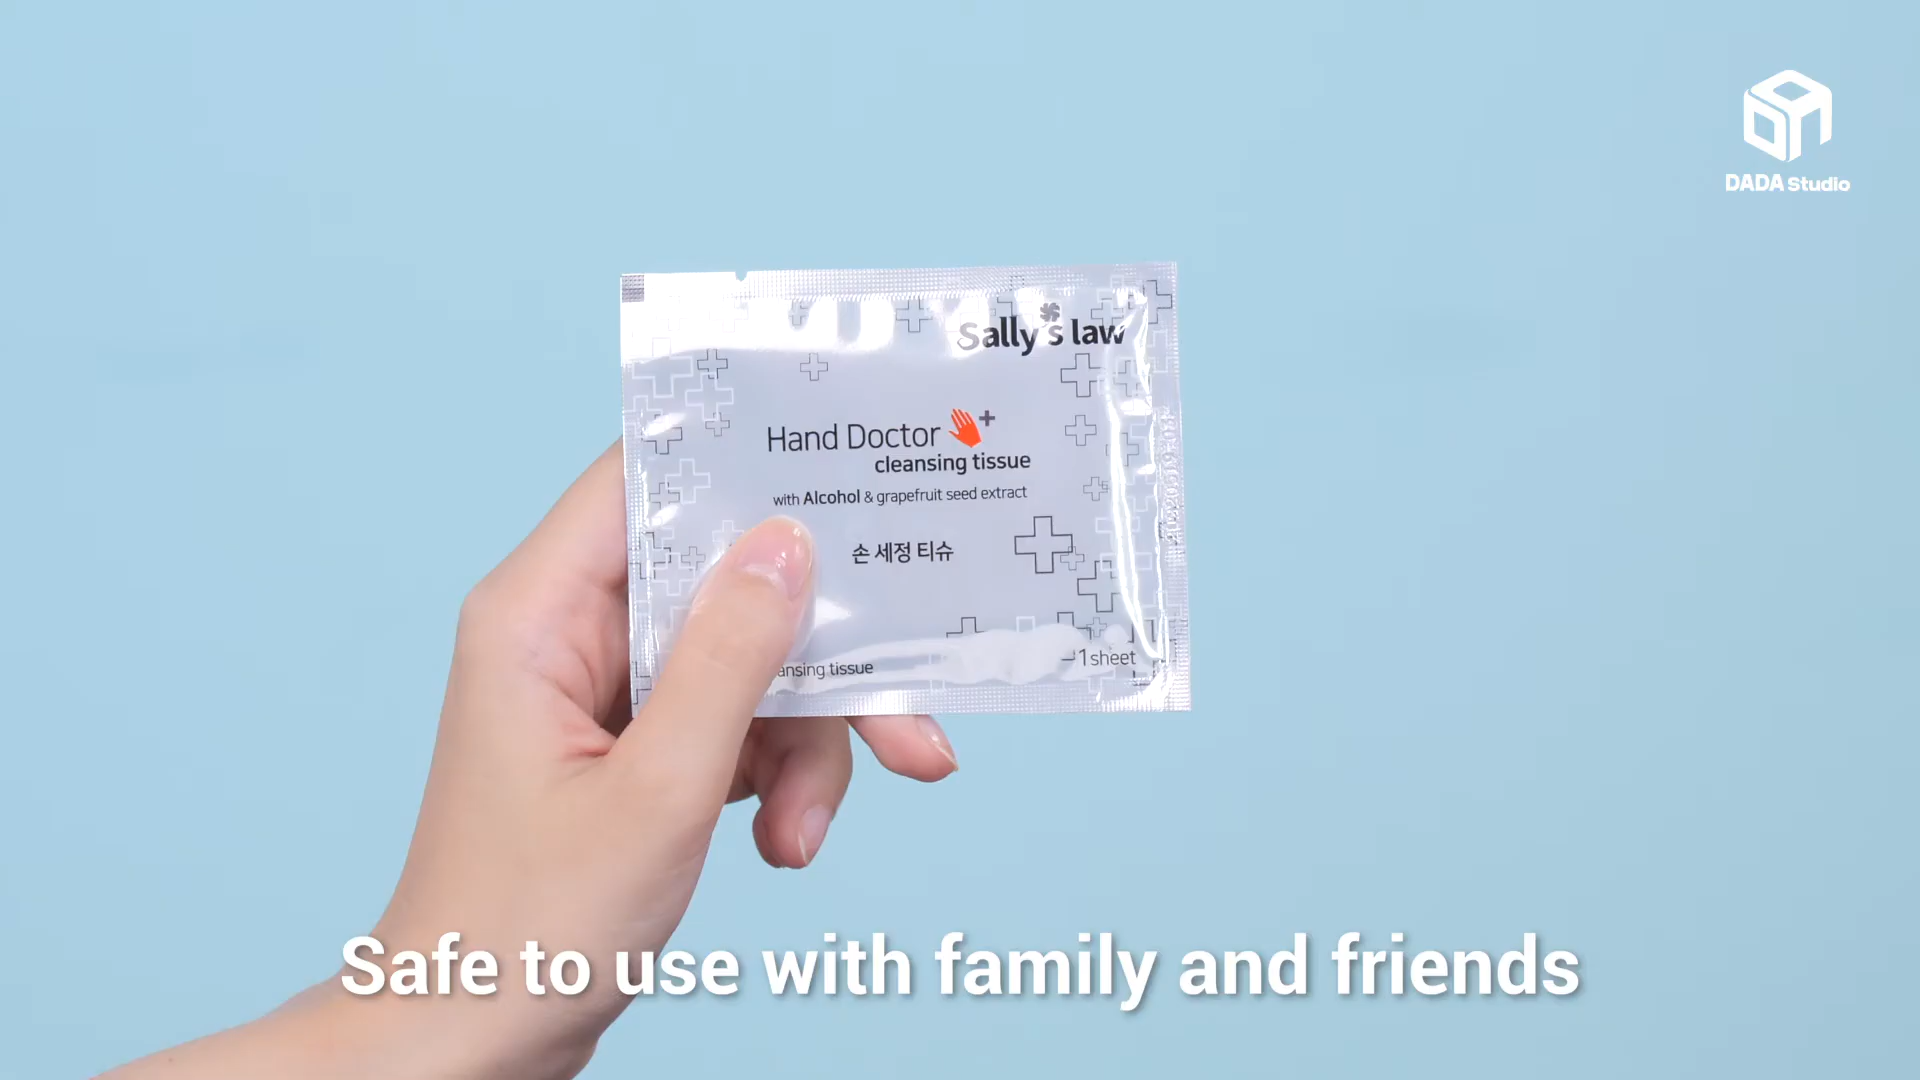 DADA Studio
Sally's law
Hand Doctor
cleansing tissue
with Alcohol & grapefruit seed extract
손 세정 티슈
ansing tissue
1 sheet
Safe to use with family and friends